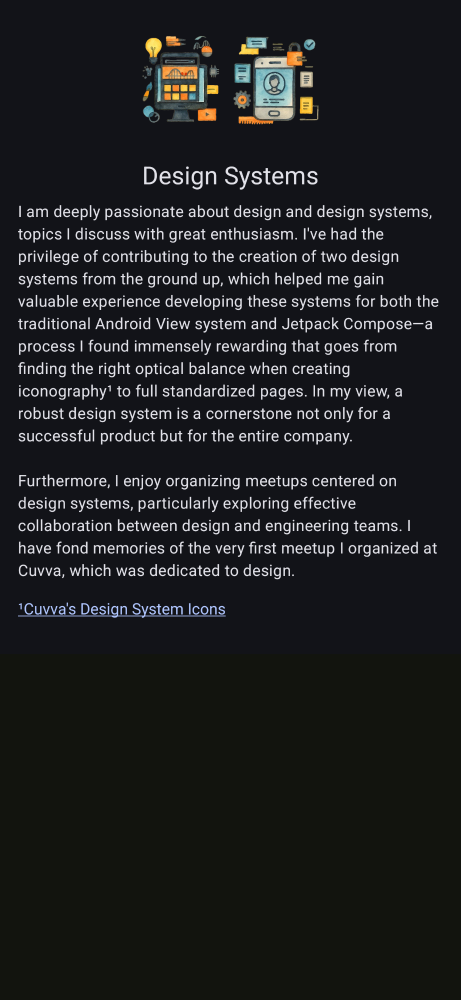 Design Systems
I am deeply passionate about design and design systems,
topics I discuss with great enthusiasm. I've had the
privilege of contributing to the creation of two design
systems from the ground up, which helped me gain
valuable experience developing these systems for both the
traditional Android View system and Jetpack Compose—a
process I found immensely rewarding that goes from
finding the right optical balance when creating
iconography¹ to full standardized pages. In my view, a
robust design system is a cornerstone not only for a
successful product but for the entire company.
Furthermore, I enjoy organizing meetups centered on
design systems, particularly exploring effective
collaboration between design and engineering teams. I
have fond memories of the very first meetup I organized at
Cuvva, which was dedicated to design.
¹Cuvva's Design System Icons